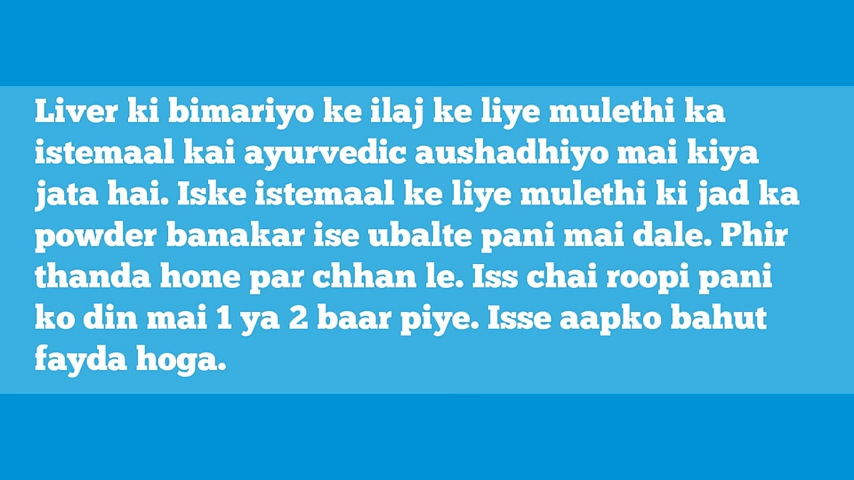 Liver ki bimariyo ke ilaj ke liye mulethi ka
istemaal kai ayurvedic aushadhiyo mai kiya
jata hai. Iske istemaal ke liye mulethi ki jad ka
powder banakar ise ubalte pani mai dale. Phir
thanda hone par chhan le. Iss chai roopi pani
ko din mai 1 ya 2 baar piye. Isse aapko bahut
fayda hoga.